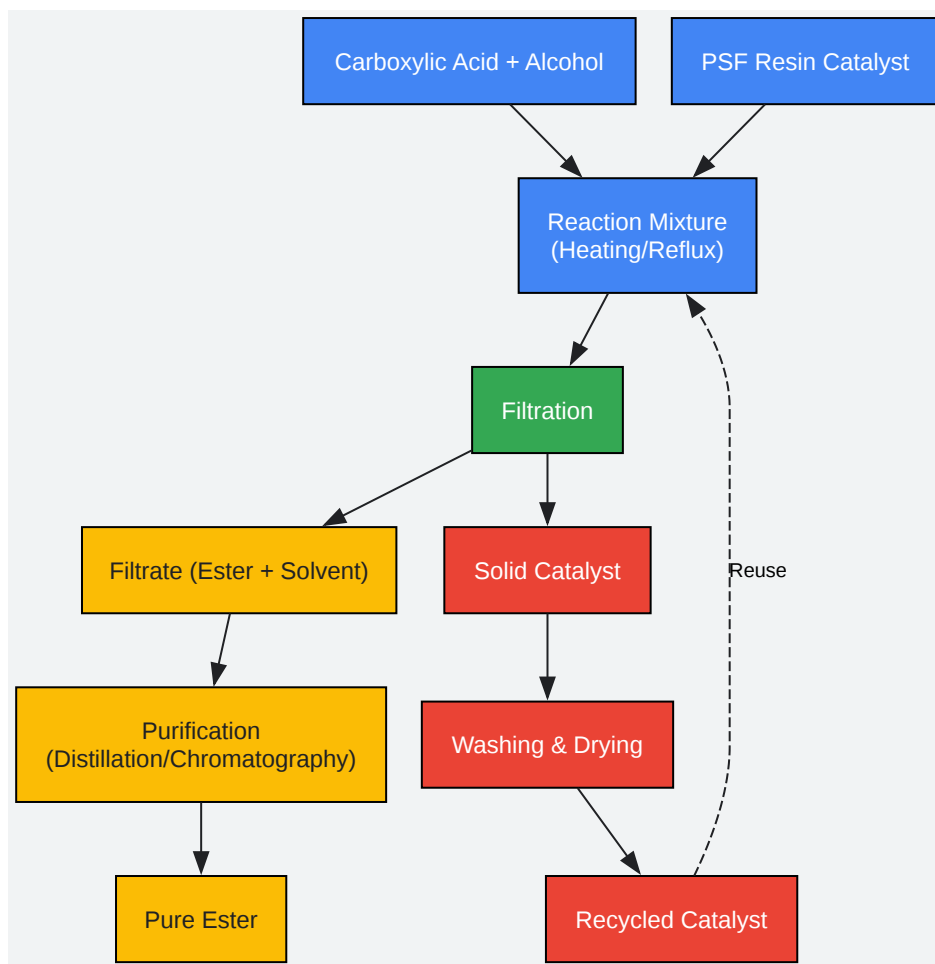 Carboxylic Acid + Alcohol
PSF Resin Catalyst
Reaction Mixture
(Heating/Reflux)
Filtration
Filtrate (Ester + Solvent)
Solid Catalyst
Reuse
Purification
(Distillation/Chromatography)
Washing & Drying
Pure Ester
Recycled Catalyst